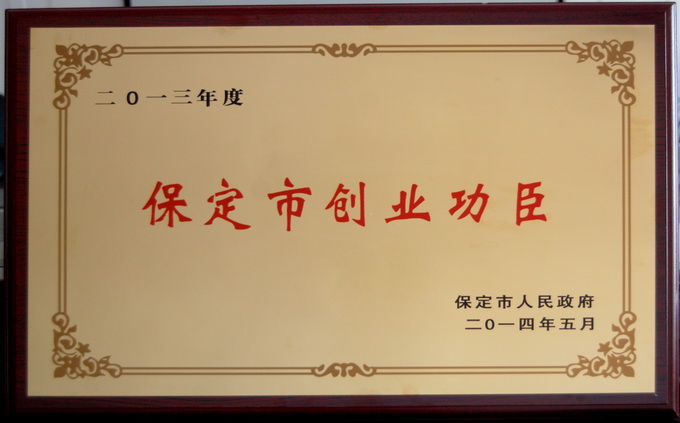 二０一三年度
保定市创业功臣
保定市人民政府
二０一四年五月